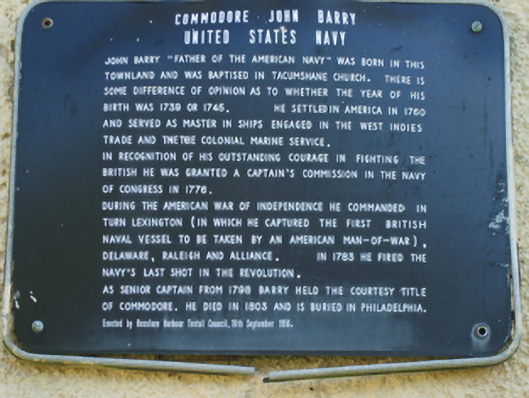 COMMODORE JOHN BARRY
UNITED STATES NAVY
JOHN BARRY "FATHER OF THE AMERICAN NAVY" WAS BORN IN THIS
TOWNLAND AND WAS BAPTISED IN TACUMSHANE CHURCH. THERE IS
SOME DIFFERENCE OF OPINION AS TO WHETHER THE YEAR OF HIS
BIRTH WAS 1739 OR 1745. HE SETTLED IN AMERICA IN 1760
AND SERVED AS MASTER IN SHIPS ENGAGED IN THE WEST INDIES
TRADE AND THE COLONIAL MARINE SERVICE.
IN RECOGNITION OF HIS OUTSTANDING COURAGE IN FIGHTING THE
BRITISH HE WAS GRANTED A CAPTAIN'S COMMISSION IN THE NAVY
OF CONGRESS IN 1776.
DURING THE AMERICAN WAR OF INDEPENDENCE HE COMMANDED IN
TURN LEXINGTON (IN WHICH HE CAPTURED THE FIRST BRITISH
NAVAL VESSEL TO BE TAKEN BY AN AMERICAN MAN-OF-WAR),
DELAWARE, RALEIGH AND ALLIANCE. IN 1783 HE FIRED THE
NAVY'S LAST SHOT IN THE REVOLUTION.
AS SENIOR CAPTAIN FROM 1798 BARRY HELD THE COURTESY TITLE
OF COMMODORE. HE DIED IN 1803 AND IS BURIED IN PHILADELPHIA.
Erected by Rosslare Harbour Council, September